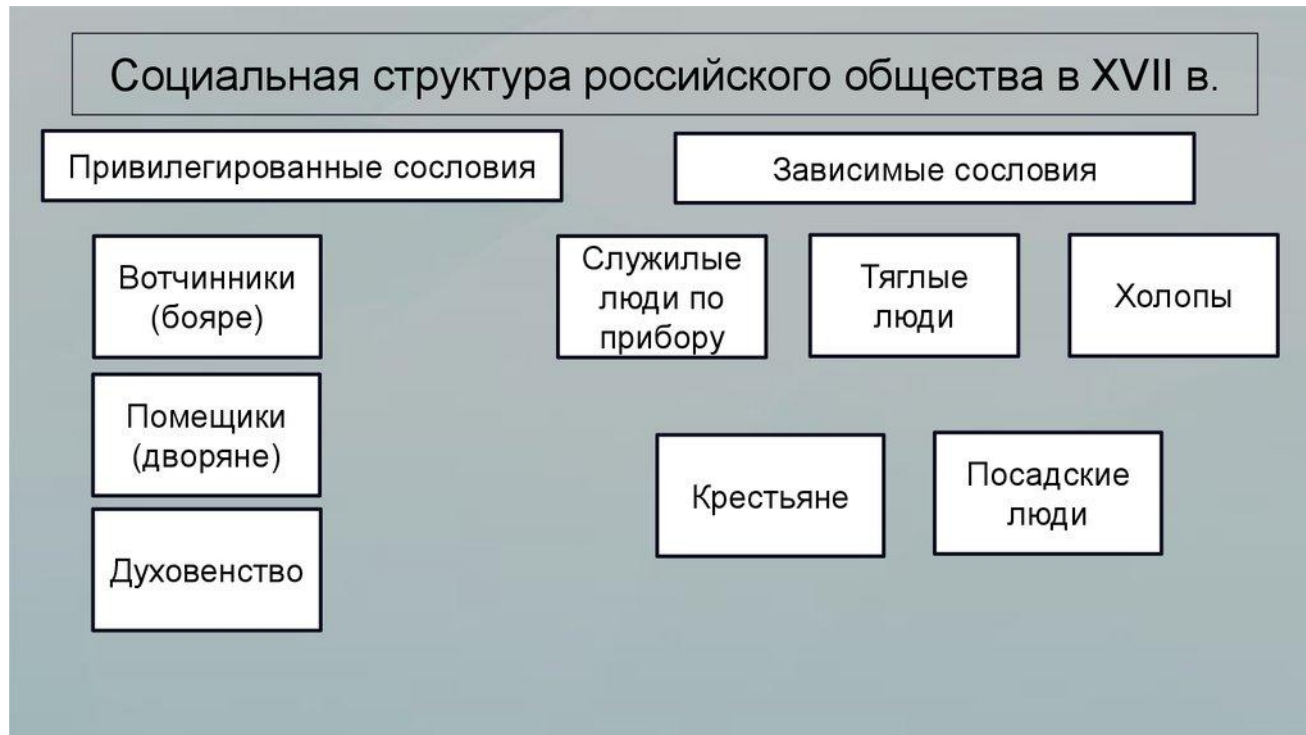 Социальная структура российского общества в XVII в.
Привилегированные сословия
Зависимые сословия
Вотчинники
(бояре)
Помещики
(дворяне)
Духовенство
Служилые
люди по
прибору
Тяглые
люди
Холопы
Крестьяне
Посадские
люди